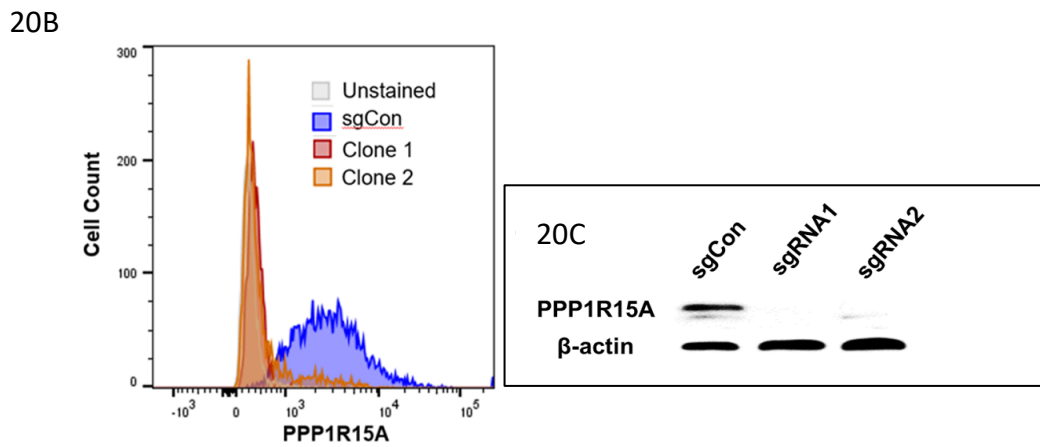 20B
300
200
100
0
Cell Count
Unstained
sgCon
Clone 1
Clone 2
-10³ 0 10³ 10⁴ 10⁵
PPP1R15A
20C
sgCon sgRNA1 sgRNA2
PPP1R15A
β-actin